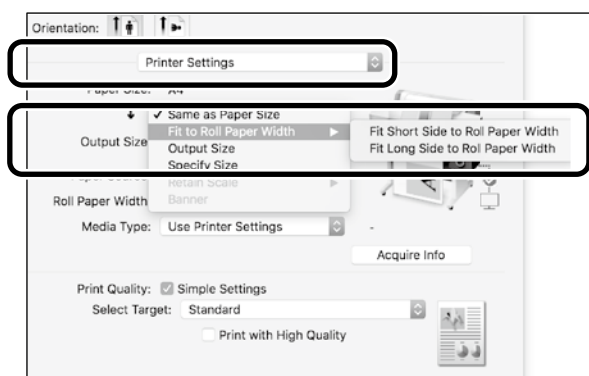 Orientation:
Printer Settings
Paper Size: A4
✓ Same as Paper Size
Fit to Roll Paper Width
Fit Short Side to Roll Paper Width
Output Size
Output Size
Fit Long Side to Roll Paper Width
Specify Size
Retain Scale
Roll Paper Width
Banner
Media Type: Use Printer Settings
-
Acquire Info
Print Quality: Simple Settings
Select Target: Standard
Print with High Quality